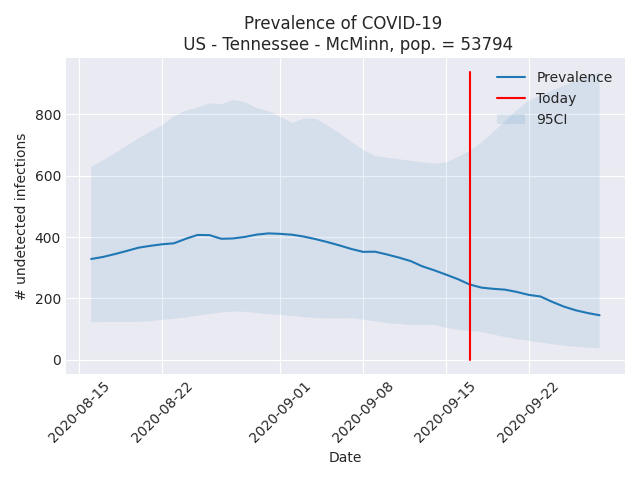 Prevalence of COVID-19
US - Tennessee - McMinn, pop. = 53794
Prevalence
Today
95CI
# undetected infections
800
600
400
200
0
2020-08-15
2020-08-22
2020-09-01
2020-09-08
2020-09-15
2020-09-22
Date